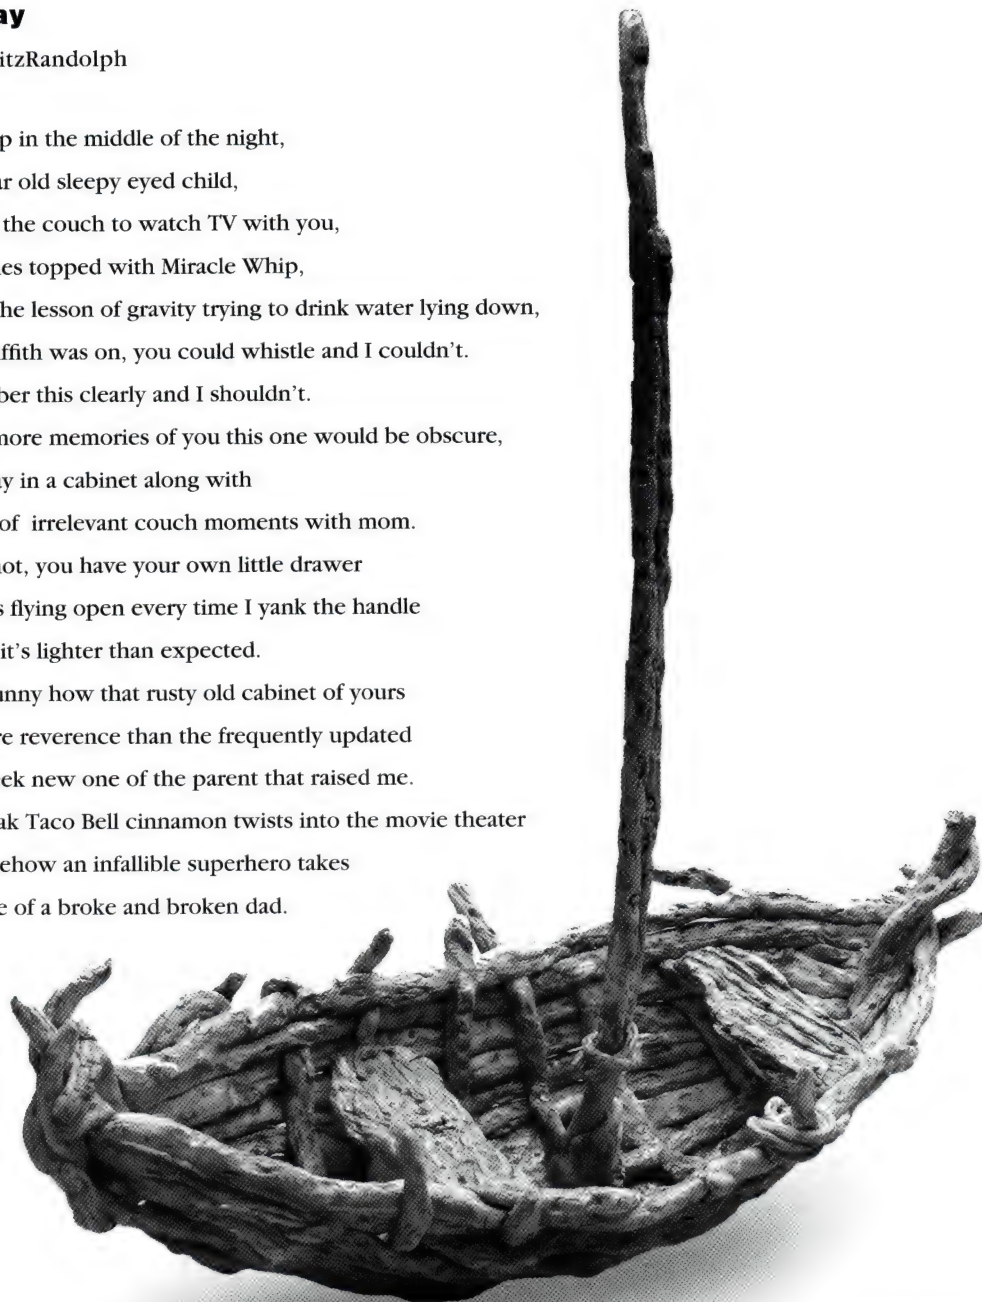 ay
itzRandolph
p in the middle of the night,
ar old sleepy eyed child,
the couch to watch TV with you,
es topped with Miracle Whip,
he lesson of gravity trying to drink water lying down,
ffith was on, you could whistle and I couldn't.
ber this clearly and I shouldn't.
more memories of you this one would be obscure,
y in a cabinet along with
of irrelevant couch moments with mom.
not, you have your own little drawer
s flying open every time I yank the handle
it's lighter than expected.
unny how that rusty old cabinet of yours
re reverence than the frequently updated
ek new one of the parent that raised me.
ak Taco Bell cinnamon twists into the movie theater
ehow an infallible superhero takes
e of a broke and broken dad.